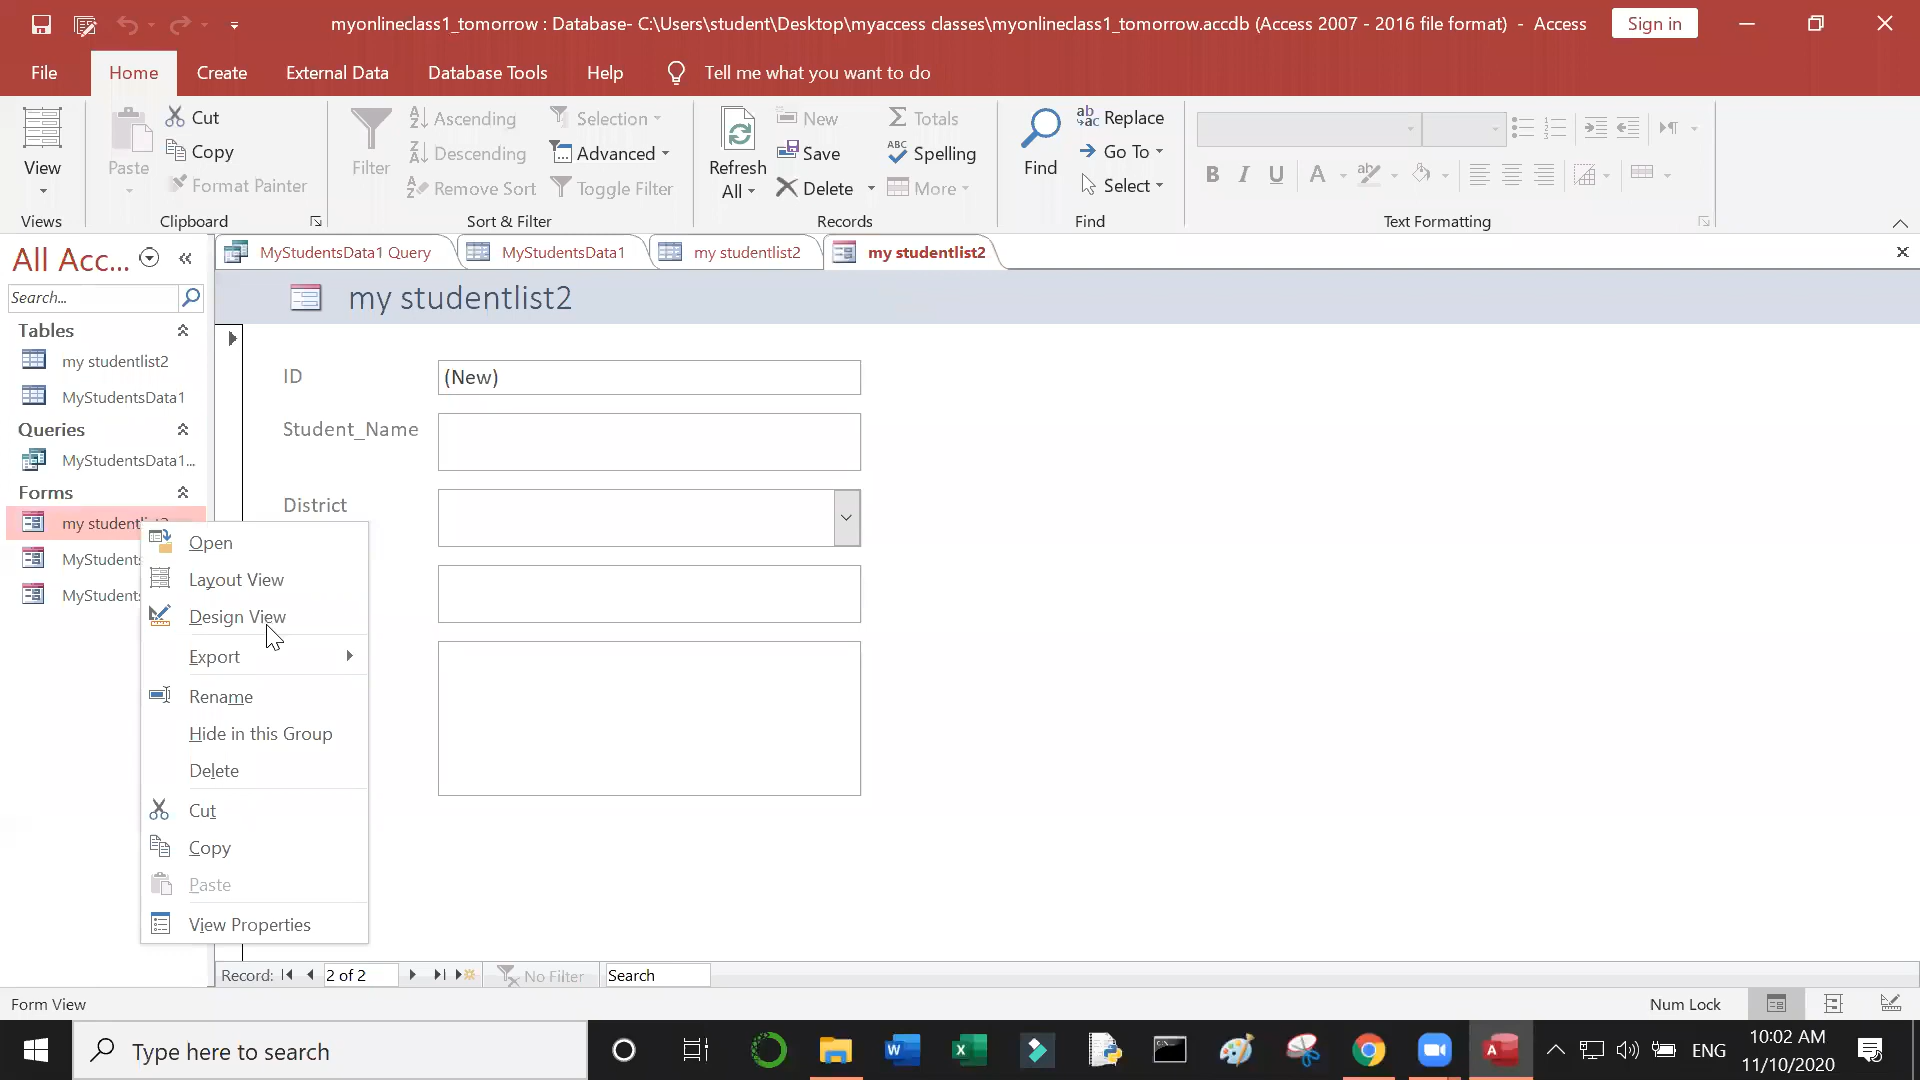 myonlineclass1_tomorrow : Database- C:\Users\student\Desktop\myaccess classes\myonlineclass1_tomorrow.accdb (Access 2007 - 2016 file format) - Access
Sign in
File
Home
Create
External Data
Database Tools
Help
Tell me what you want to do
View
Paste
Cut
Copy
Format Painter
Filter
Ascending
Descending
Remove Sort
Selection
Advanced
Toggle Filter
Refresh
All
New
Save
Delete
Totals
Spelling
More
Find
Replace
Go To
Select
Views
Clipboard
Sort & Filter
Records
Find
Text Formatting
All Acc...
MyStudentsData1 Query
MyStudentsData1
my studentlist2
my studentlist2
Search...
my studentlist2
Tables
my studentlist2
MyStudentsData1
Queries
MyStudentsData1...
Forms
my studentlist2
MyStudents
MyStudents
ID
(New)
Student_Name
District
Open
Layout View
Design View
Export
Rename
Hide in this Group
Delete
Cut
Copy
Paste
View Properties
Record:
2 of 2
No Filter
Search
Form View
Num Lock
Type here to search
ENG
10:02 AM
11/10/2020